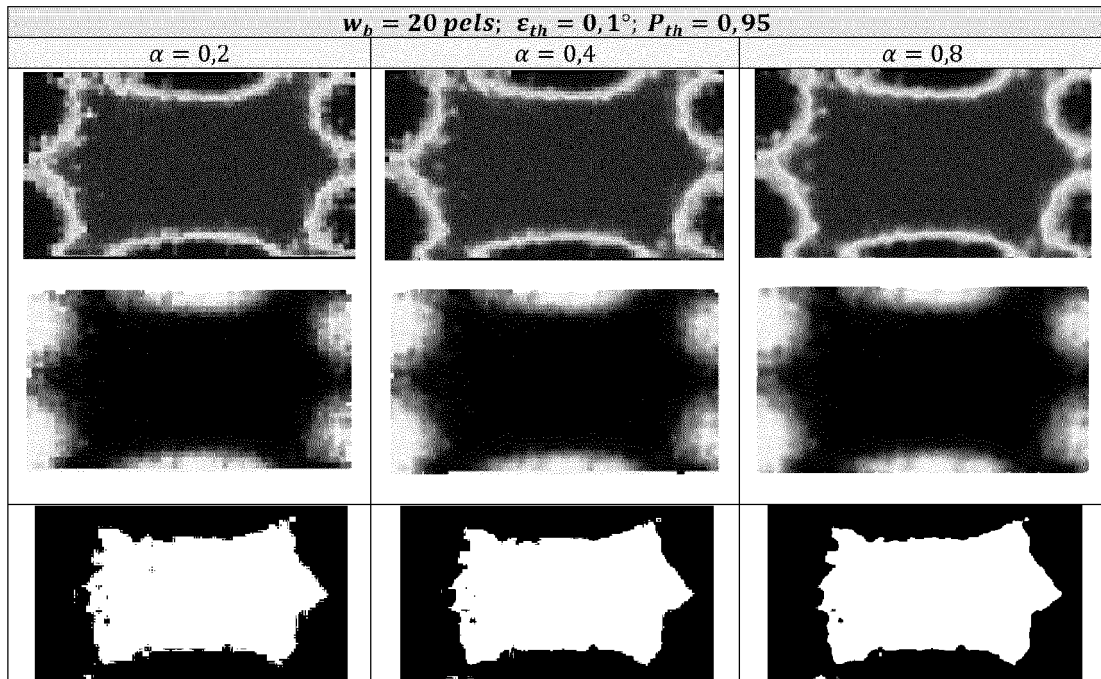 w_b = 20 pels; ε_th = 0,1°; P_th = 0,95
α = 0,2 α = 0,4 α = 0,8